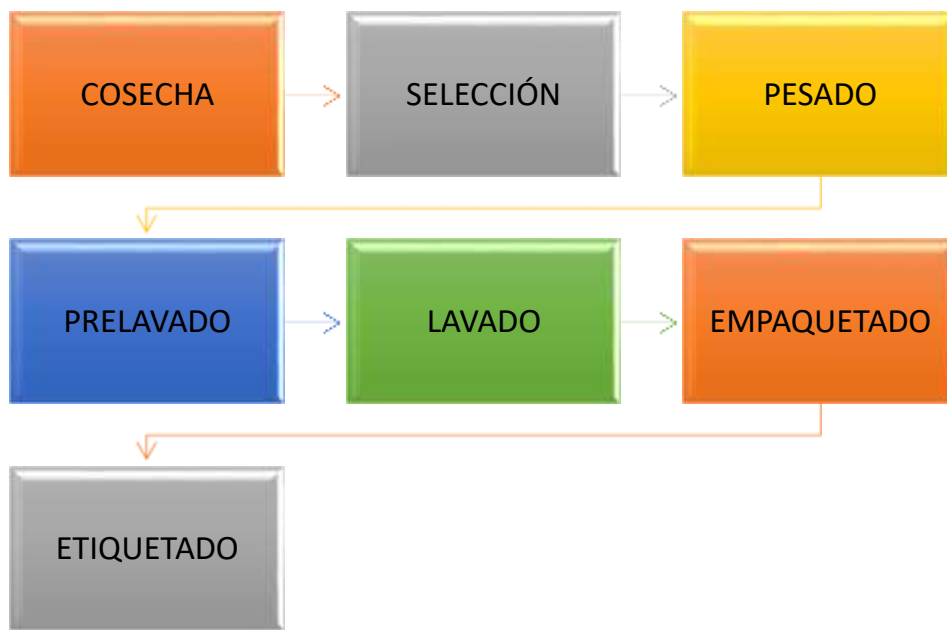 COSECHA
SELECCIÓN
PESADO
PRELAVADO
LAVADO
EMPAQUETADO
ETIQUETADO